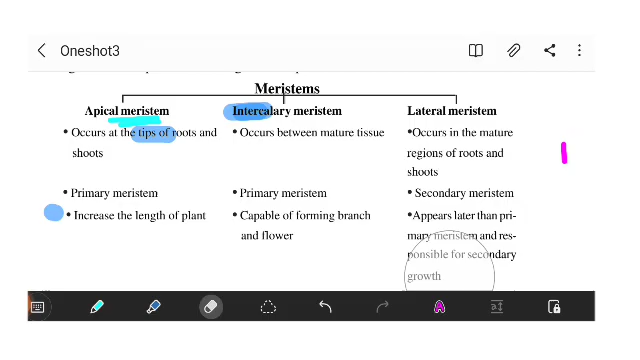 Oneshot3
Meristems
Apical meristem
• Occurs at the tips of roots and
shoots
• Primary meristem
• Increase the length of plant
Intercalary meristem
• Occurs between mature tissue
• Primary meristem
• Capable of forming branch
and flower
Lateral meristem
•Occurs in the mature
regions of roots and
shoots
• Secondary meristem
•Appears later than pri-
mary meristem and res-
ponsible for secondary
growth